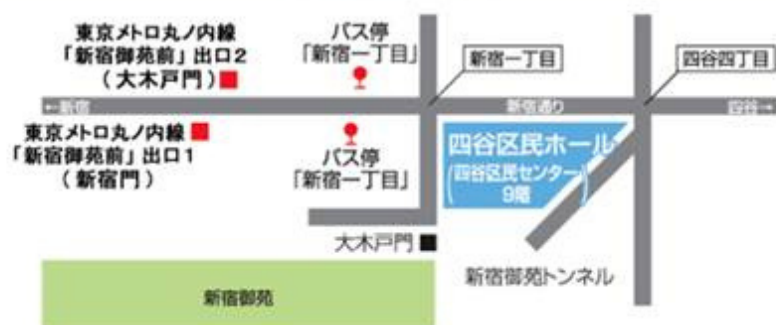 東京メトロ丸ノ内線
「新宿御苑前」出口2
(大木戸門)
バス停
「新宿一丁目」
新宿一丁目
四谷四丁目
←新宿
新宿通り
四谷→
東京メトロ丸ノ内線
「新宿御苑前」出口1
(新宿門)
バス停
「新宿一丁目」
四谷区民ホール
(四谷区民センター
9階)
大木戸門
新宿御苑トンネル
新宿御苑